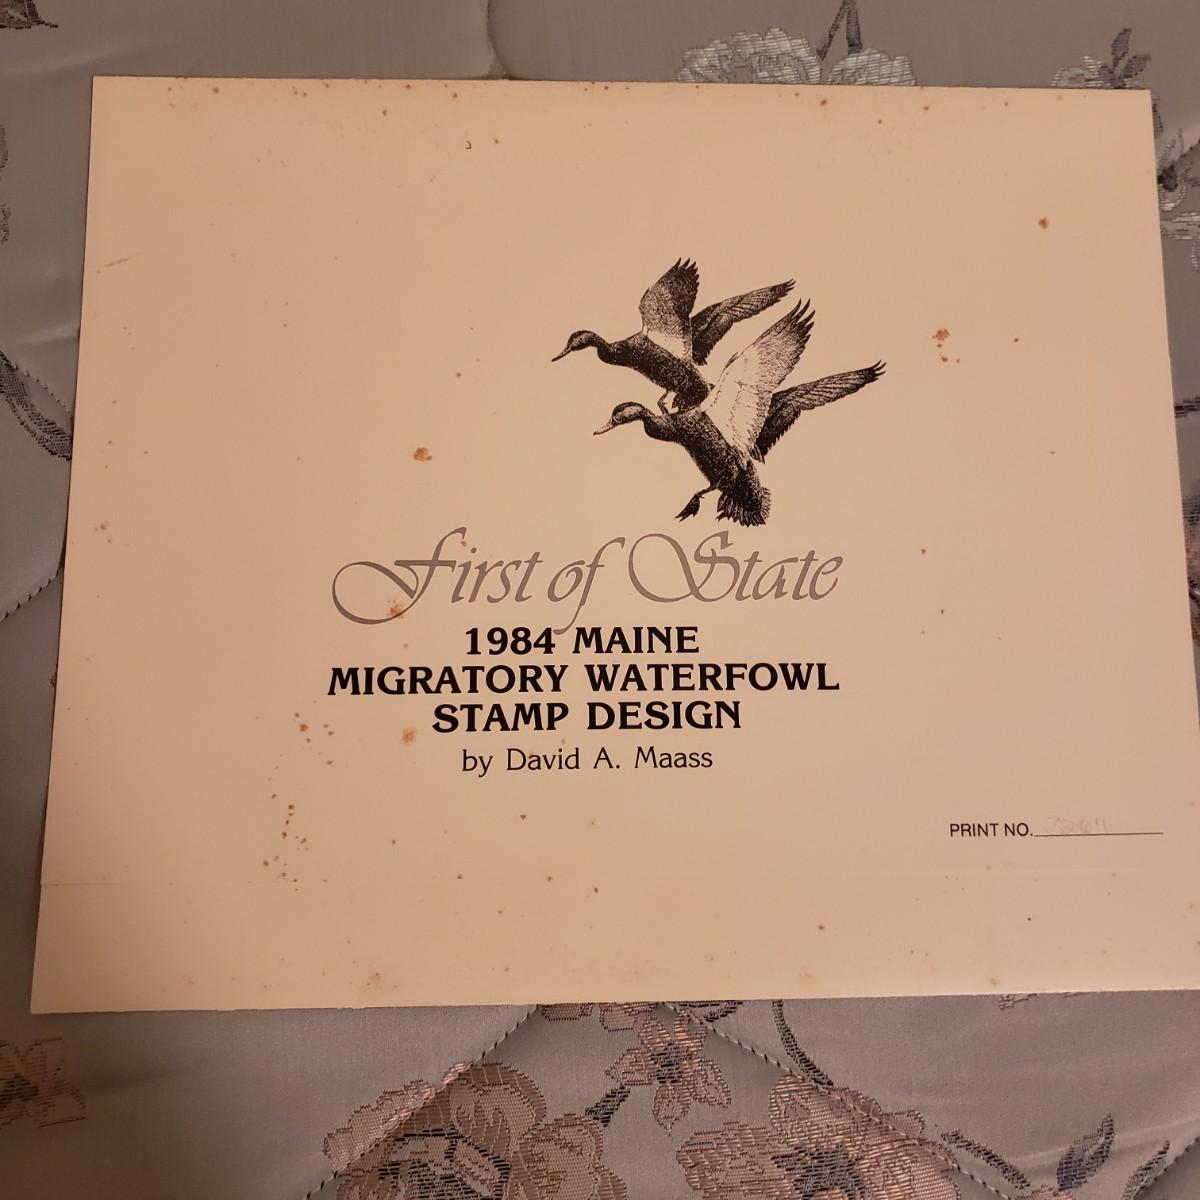 First of State
1984 MAINE
MIGRATORY WATERFOWL
STAMP DESIGN
by David A. Maass
PRINT NO.